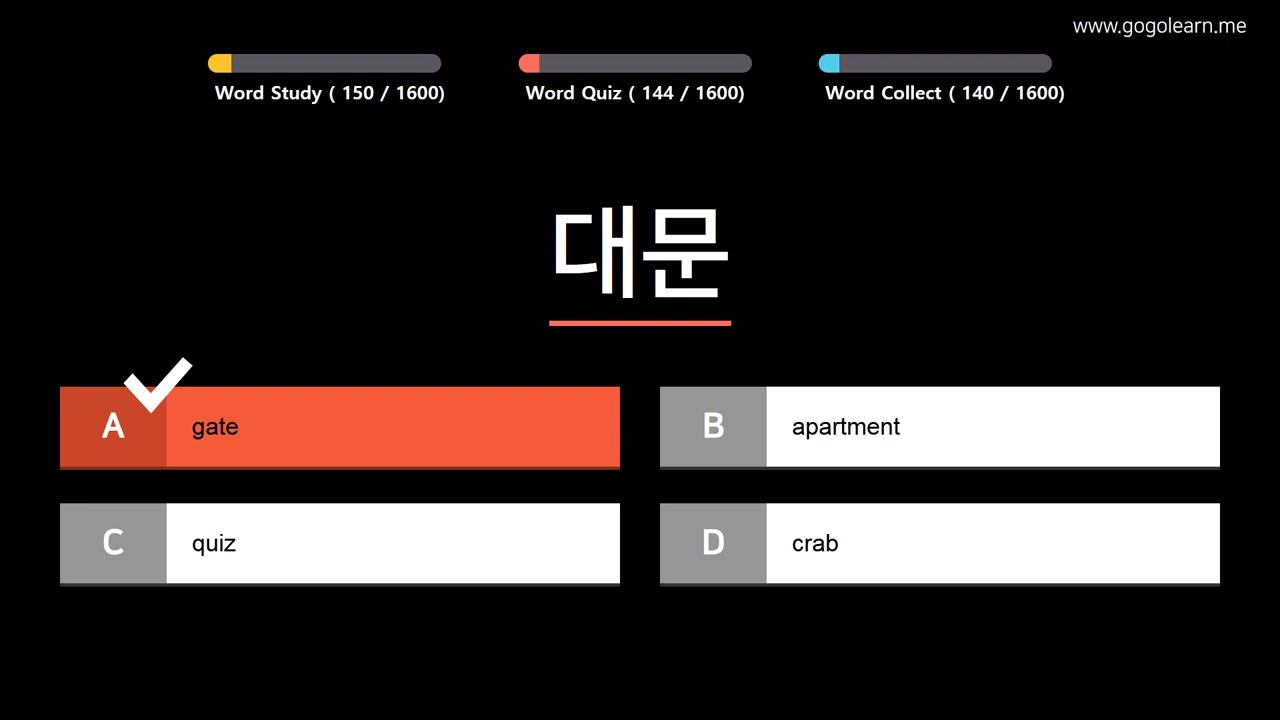 www.gogolearn.me
Word Study ( 150 / 1600)
Word Quiz ( 144 / 1600)
Word Collect ( 140 / 1600)
대문
A gate
B apartment
C quiz
D crab